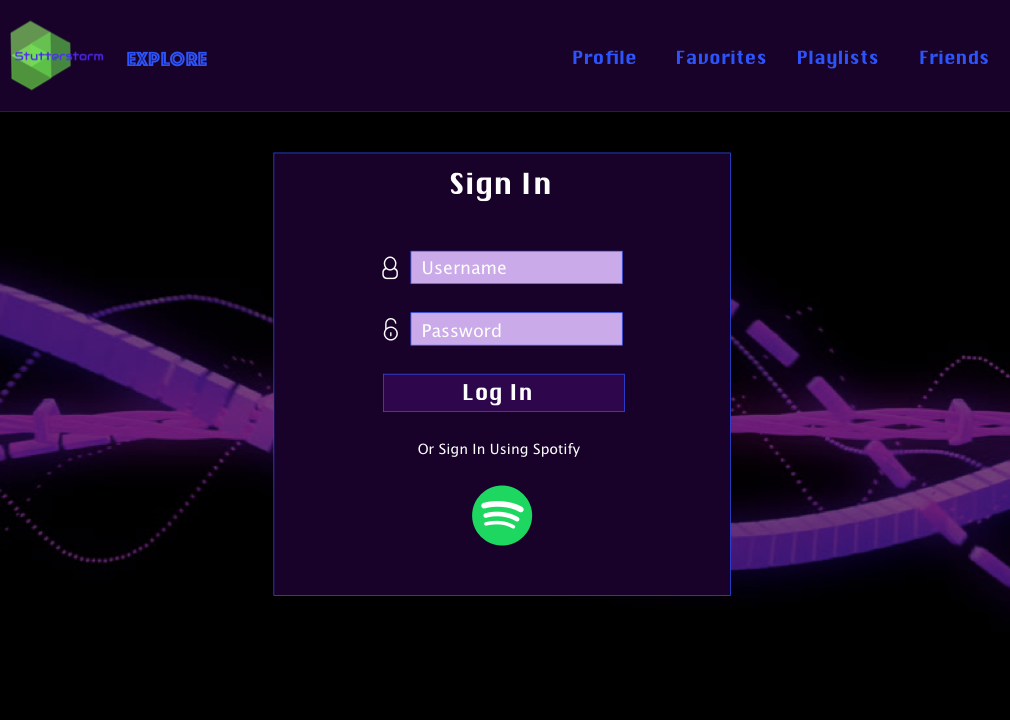 Stutterstorm
EXPLORE
Profile
Favorites
Playlists
Friends
Sign In
Username
Password
Log In
Or Sign In Using Spotify